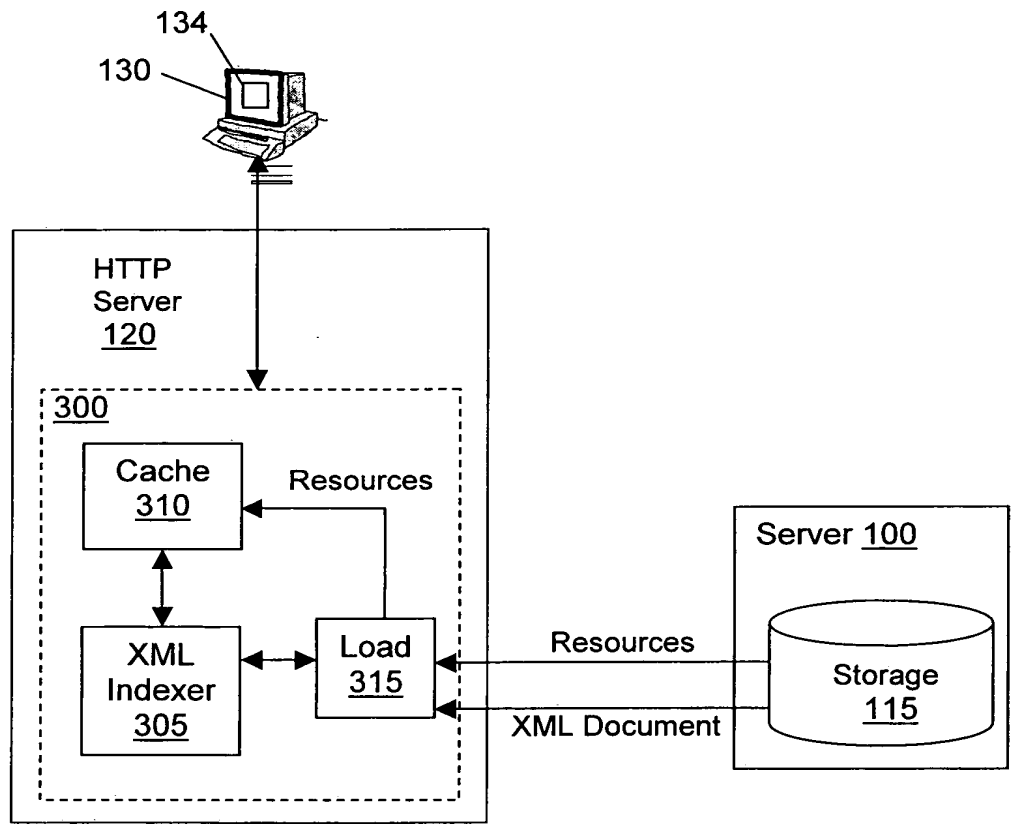 134
130
HTTP
Server
120
300
Cache
310
Resources
XML
Indexer
305
Load
315
Resources
XML Document
Server 100
Storage
115